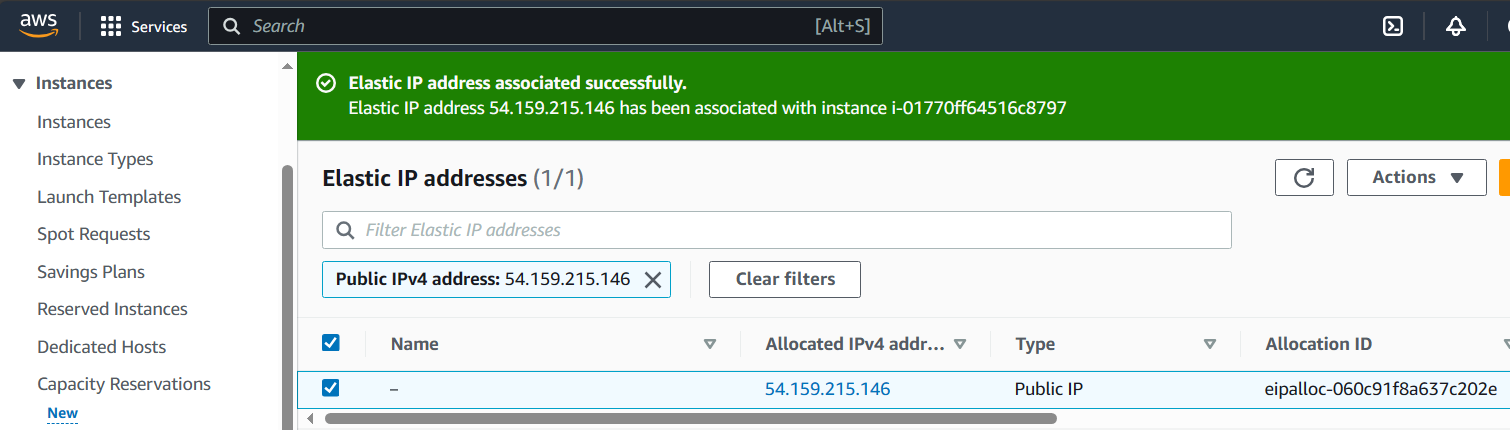 aws
Services
Search
[Alt+S]
Instances
Instances
Instance Types
Launch Templates
Spot Requests
Savings Plans
Reserved Instances
Dedicated Hosts
Capacity Reservations
New
Elastic IP address associated successfully.
Elastic IP address 54.159.215.146 has been associated with instance i-01770ff64516c8797
Elastic IP addresses (1/1)
Actions
Filter Elastic IP addresses
Public IPv4 address: 54.159.215.146
Clear filters
Name
Allocated IPv4 addr...
Type
Allocation ID
–
54.159.215.146
Public IP
eipalloc-060c91f8a637c202e